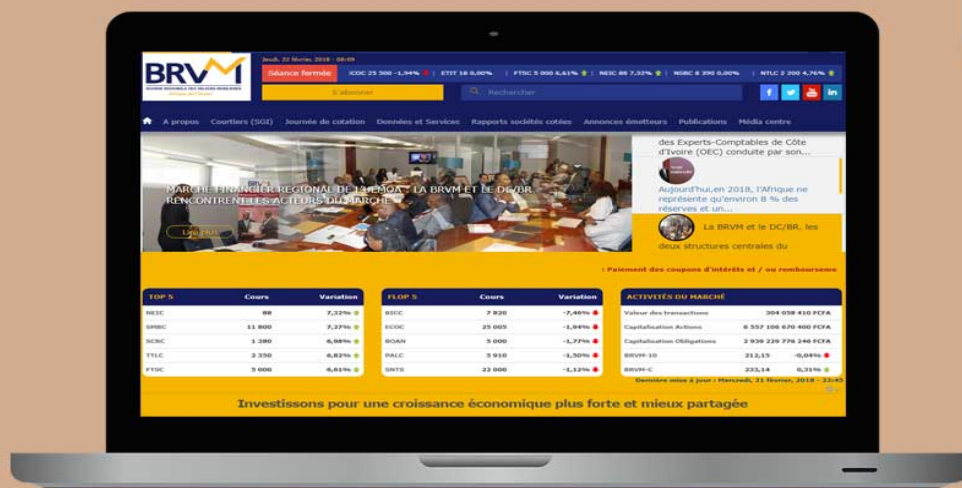 BRVM
BOURSE REGIONALE DES VALEURS MOBILIERES
Afrique de l'Ouest
Jeudi, 22 février, 2018 - 08:09
Séance fermée
25 500 -1,94% | ETIT 18 0,00% | FTSC 5 000 6,61% | NEIC 88 7,32% | NSBC 8 390 0,00% | NTLC 2 200 4,76%
S'abonner
Rechercher
A propos Courtiers (SGI) Journée de cotation Données et Services Rapports sociétés cotées Annonces émetteurs Publications Média centre
MARCHE FINANCIER REGIONAL DE L'UEMOA : LA BRVM ET LE DC/BR
RENCONTRENT LES ACTEURS DU MARCHE
Lire plus
des Experts-Comptables de Côte
d'Ivoire (OEC) conduite par son...
Aujourd'hui,en
2018, l'Afrique ne
représente qu'environ 8 % des
réserves et un...
La BRVM et le DC/BR, les
deux structures centrales du
: Paiement des coupons d'intérêts et / ou rembourseme
TOP 5 Cours Variation
NEIC 88 7,32%
SMBC 11 800 7,27%
SCBC 1 380 6,98%
TTLC 2 350 6,82%
FTSC 5 000 6,61%
FLOP 5 Cours Variation
BICC 7 820 -7,46%
ECOC 25 005 -1,94%
BOAN 5 000 -1,77%
PALC 5 910 -1,50%
SNTS 22 000 -1,12%
ACTIVITÉS DU MARCHÉ
Valeur des transactions 304 058 410 FCFA
Capitalisation Actions 6 557 106 670 400 FCFA
Capitalisation Obligations 2 939 229 776 246 FCFA
BRVM-10 212,15 -0,04%
BRVM-C 233,14 0,31%
Dernière mise à jour : Mercredi, 21 février, 2018 - 22:45
Investissons pour une croissance économique plus forte et mieux partagée